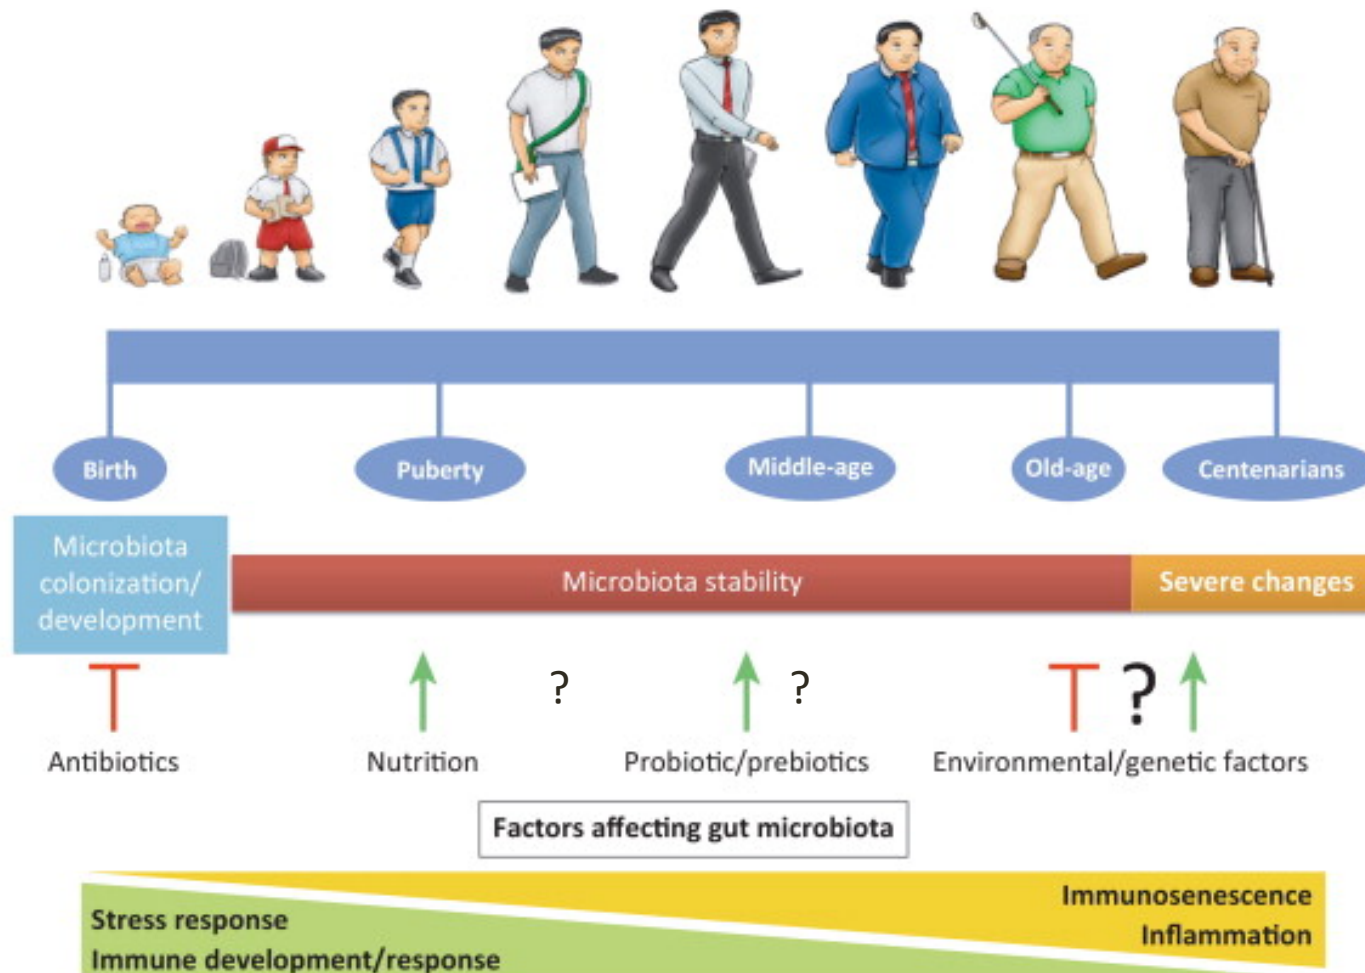 Birth
Puberty
Middle-age
Old-age
Centenarians
Microbiota
colonization/
development
Microbiota stability
Severe changes
?
?
?
Antibiotics
Nutrition
Probiotic/prebiotics
Environmental/genetic factors
Factors affecting gut microbiota
Immunosenescence
Inflammation
Stress response
Immune development/response